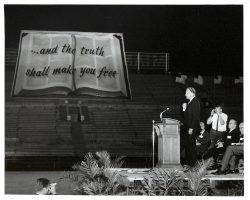 ...and the truth
shall make you free